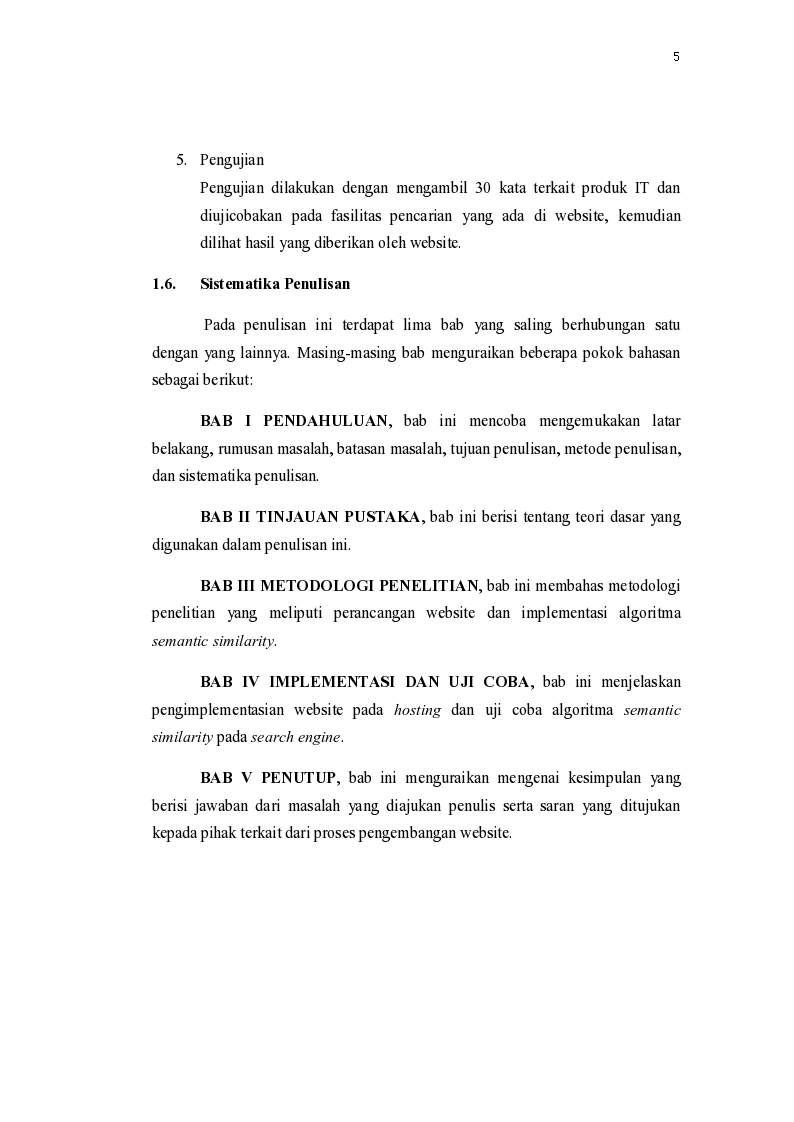 5
5. Pengujian
Pengujian dilakukan dengan mengambil 30 kata terkait produk IT dan
diujicobakan pada fasilitas pencarian yang ada di website, kemudian
dilihat hasil yang diberikan oleh website.
1.6. Sistematika Penulisan
Pada penulisan ini terdapat lima bab yang saling berhubungan satu
dengan yang lainnya. Masing-masing bab menguraikan beberapa pokok bahasan
sebagai berikut:
BAB I PENDAHULUAN, bab ini mencoba mengemukakan latar
belakang, rumusan masalah, batasan masalah, tujuan penulisan, metode penulisan,
dan sistematika penulisan.
BAB II TINJAUAN PUSTAKA, bab ini berisi tentang teori dasar yang
digunakan dalam penulisan ini.
BAB III METODOLOGI PENELITIAN, bab ini membahas metodologi
penelitian yang meliputi perancangan website dan implementasi algoritma
semantic similarity.
BAB IV IMPLEMENTASI DAN UJI COBA, bab ini menjelaskan
pengimplementasian website pada hosting dan uji coba algoritma semantic
similarity pada search engine.
BAB V PENUTUP, bab ini menguraikan mengenai kesimpulan yang
berisi jawaban dari masalah yang diajukan penulis serta saran yang ditujukan
kepada pihak terkait dari proses pengembangan website.